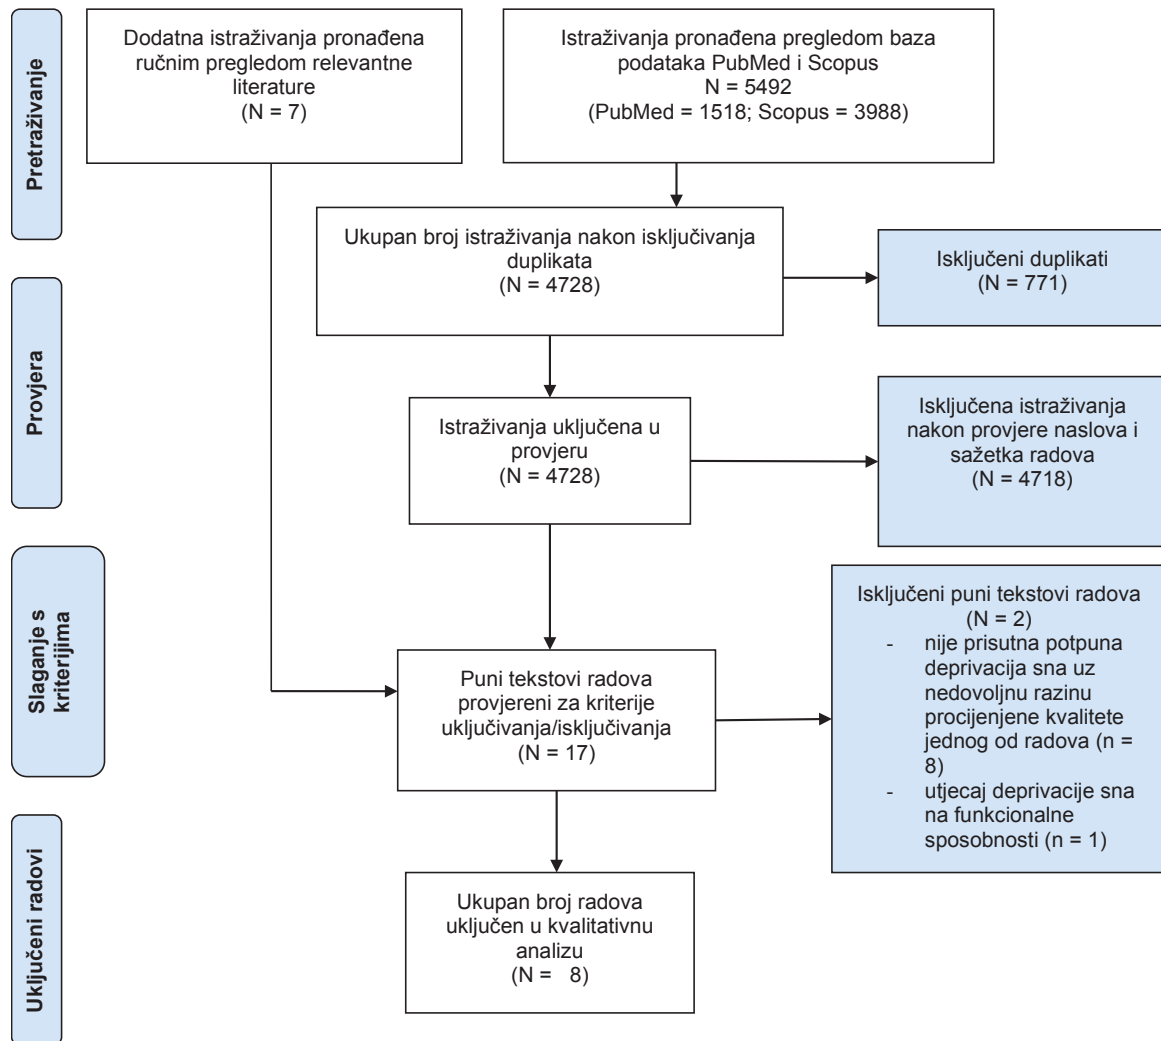 Pretraživanje
Dodatna istraživanja pronađena
ručnim pregledom relevantne
literature
(N = 7)
Istraživanja pronađena pregledom baza
podataka PubMed i Scopus
N = 5492
(PubMed = 1518; Scopus = 3988)
Ukupan broj istraživanja nakon isključivanja
duplikata
(N = 4728)
Isključeni duplikati
(N = 771)
Provjera
Istraživanja uključena u
provjeru
(N = 4728)
Isključena istraživanja
nakon provjere naslova i
sažetka radova
(N = 4718)
Slaganje s
kriterijima
Puni tekstovi radova
provjereni za kriterije
uključivanja/isključivanja
(N = 17)
Isključeni puni tekstovi radova
(N = 2)
- nije prisutna potpuna
deprivacija sna uz
nedovoljnu razinu
procijenjene kvalitete
jednog od radova (n =
8)
- utjecaj deprivacije sna
na funkcionalne
sposobnosti (n = 1)
Uključeni radovi
Ukupan broj radova
uključen u kvalitativnu
analizu
(N = 8)